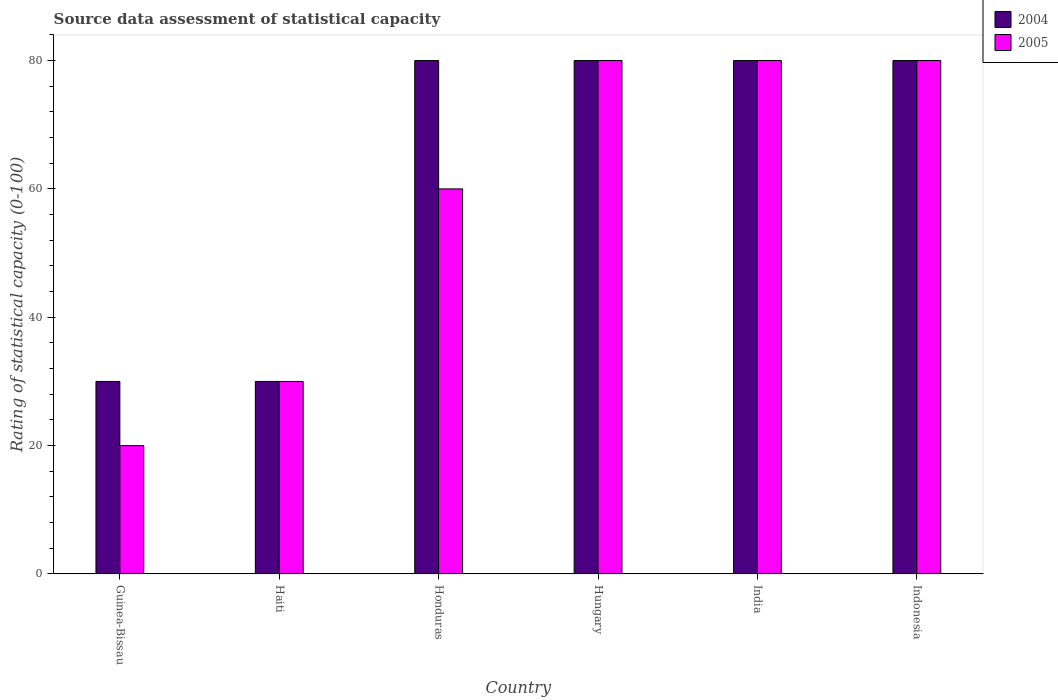 Source data assessment of statistical capacity
2004
2005
Rating of statistical capacity (0-100)
80
60
40
20
0
Guinea-Bissau
Haiti
Honduras
Hungary
India
Indonesia
Country